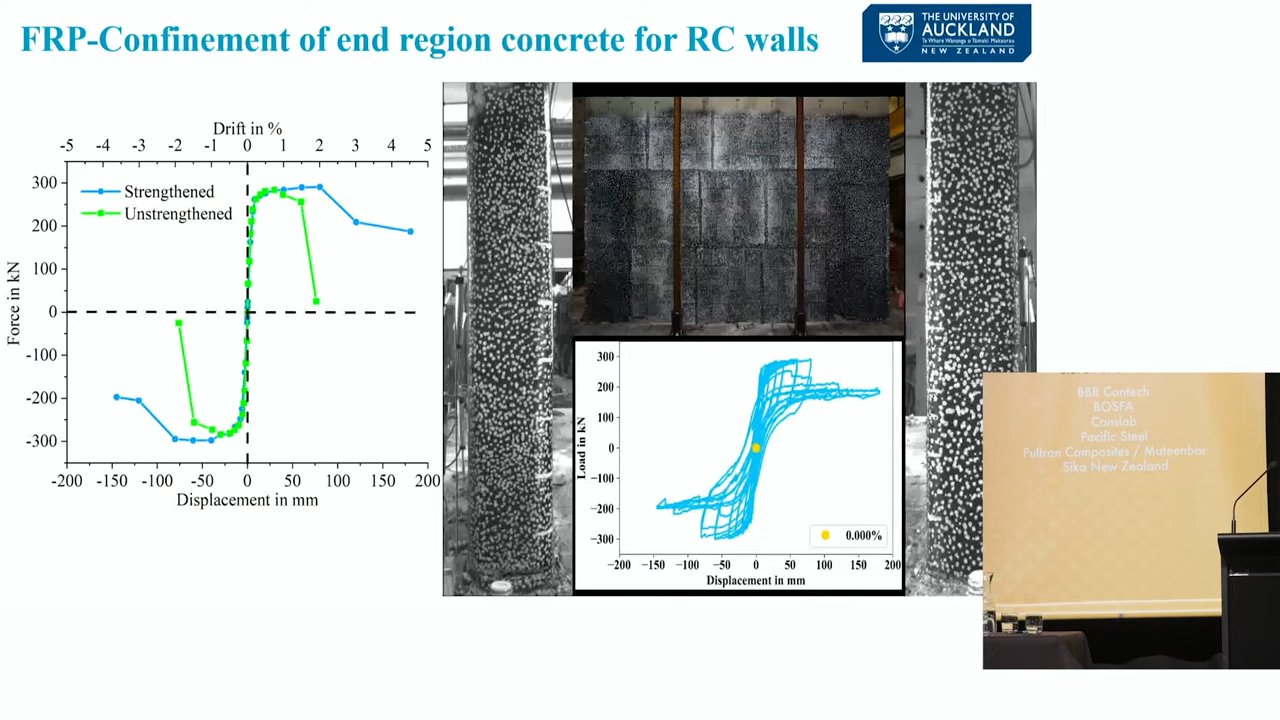 FRP-Confinement of end region concrete for RC walls
THE UNIVERSITY OF
AUCKLAND
Te Whare Wānanga o Tāmaki Makaurau
NEW ZEALAND
Drift in %
-5 -4 -3 -2 -1 0 1 2 3 4 5
300
200
100
0
-100
-200
-300
Force in kN
Strengthened
Unstrengthened
-200 -150 -100 -50 0 50 100 150 200
Displacement in mm
300
200
100
0
−100
−200
−300
Load in kN
0.000%
−200 −150 −100 −50 0 50 100 150 200
Displacement in mm
BBR Contech
BOSFA
Conslab
Pacific Steel
Pultron Composites / Mateenbar
Sika New Zealand